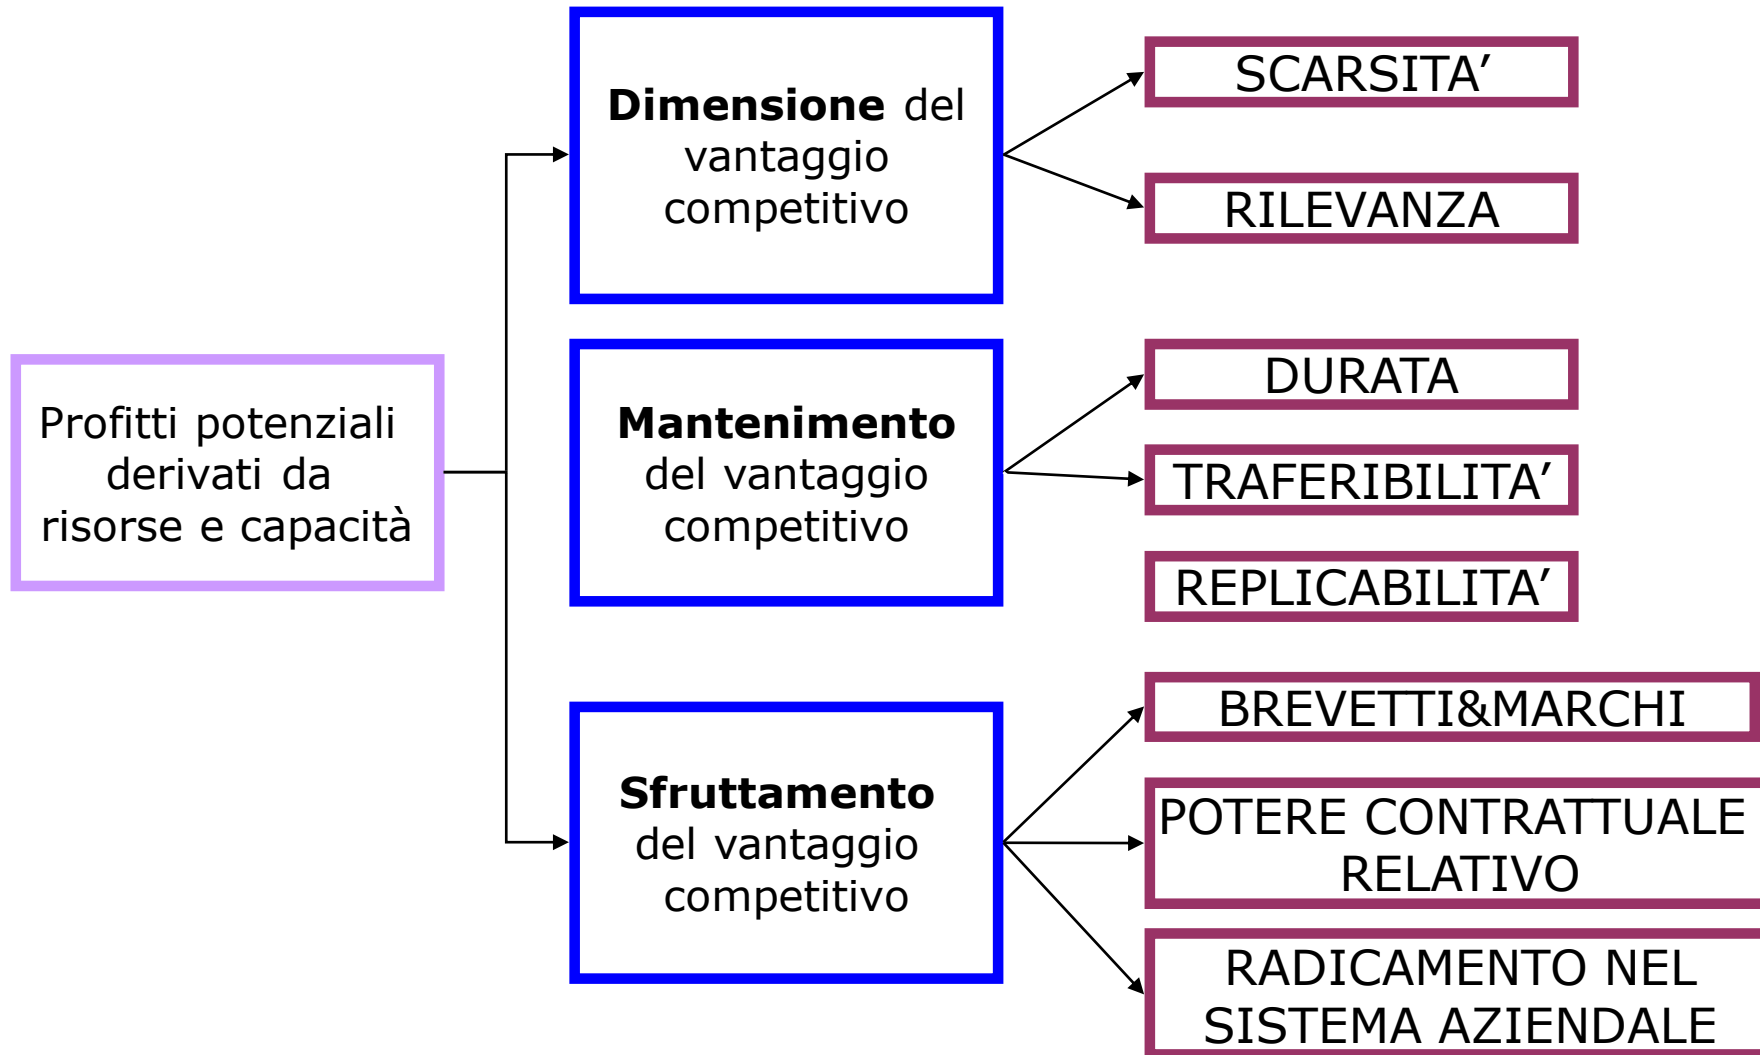 Profitti potenziali
derivati da
risorse e capacità
Dimensione del
vantaggio
competitivo
SCARSITA’
RILEVANZA
Mantenimento
del vantaggio
competitivo
DURATA
TRAFERIBILITA’
REPLICABILITA’
Sfruttamento
del vantaggio
competitivo
BREVETTI&MARCHI
POTERE CONTRATTUALE
RELATIVO
RADICAMENTO NEL
SISTEMA AZIENDALE